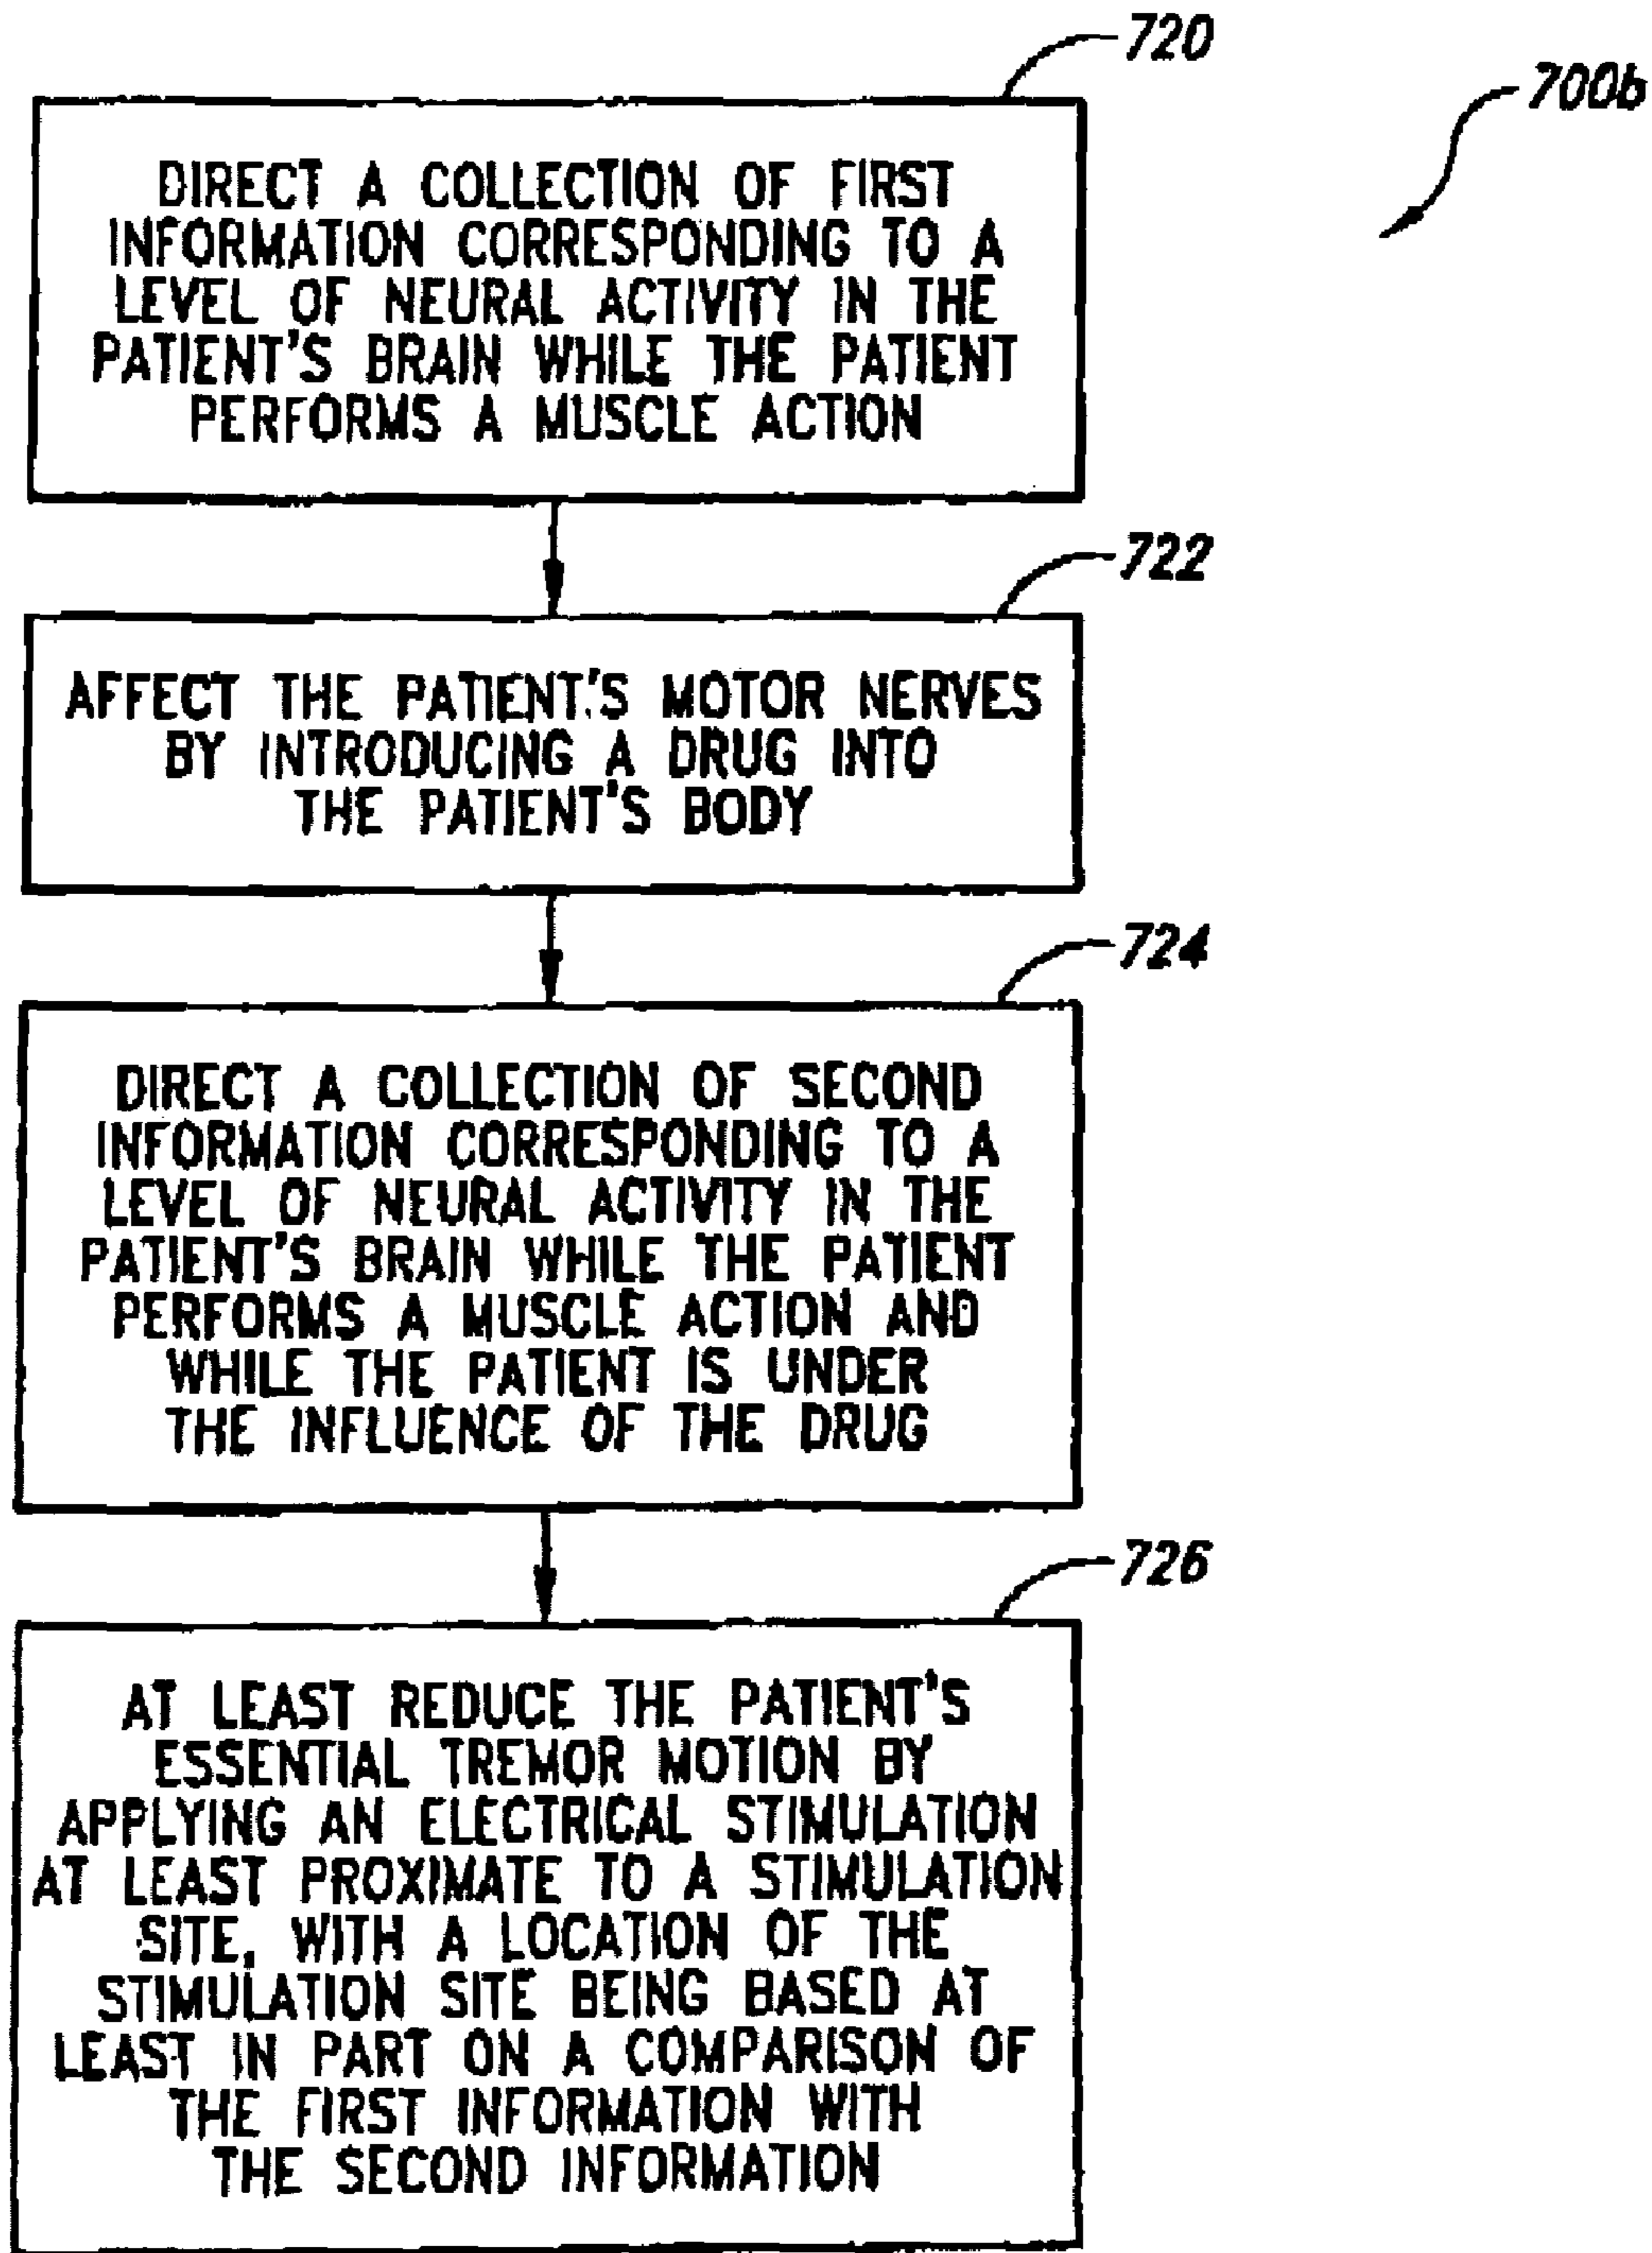 720
700b
DIRECT A COLLECTION OF FIRST
INFORMATION CORRESPONDING TO A
LEVEL OF NEURAL ACTIVITY IN THE
PATIENT'S BRAIN WHILE THE PATIENT
PERFORMS A MUSCLE ACTION
722
AFFECT THE PATIENT'S MOTOR NERVES
BY INTRODUCING A DRUG INTO
THE PATIENT'S BODY
724
DIRECT A COLLECTION OF SECOND
INFORMATION CORRESPONDING TO A
LEVEL OF NEURAL ACTIVITY IN THE
PATIENT'S BRAIN WHILE THE PATIENT
PERFORMS A MUSCLE ACTION AND
WHILE THE PATIENT IS UNDER
THE INFLUENCE OF THE DRUG
726
AT LEAST REDUCE THE PATIENT'S
ESSENTIAL TREMOR MOTION BY
APPLYING AN ELECTRICAL STIMULATION
AT LEAST PROXIMATE TO A STIMULATION
SITE, WITH A LOCATION OF THE
STIMULATION SITE BEING BASED AT
LEAST IN PART ON A COMPARISON OF
THE FIRST INFORMATION WITH
THE SECOND INFORMATION